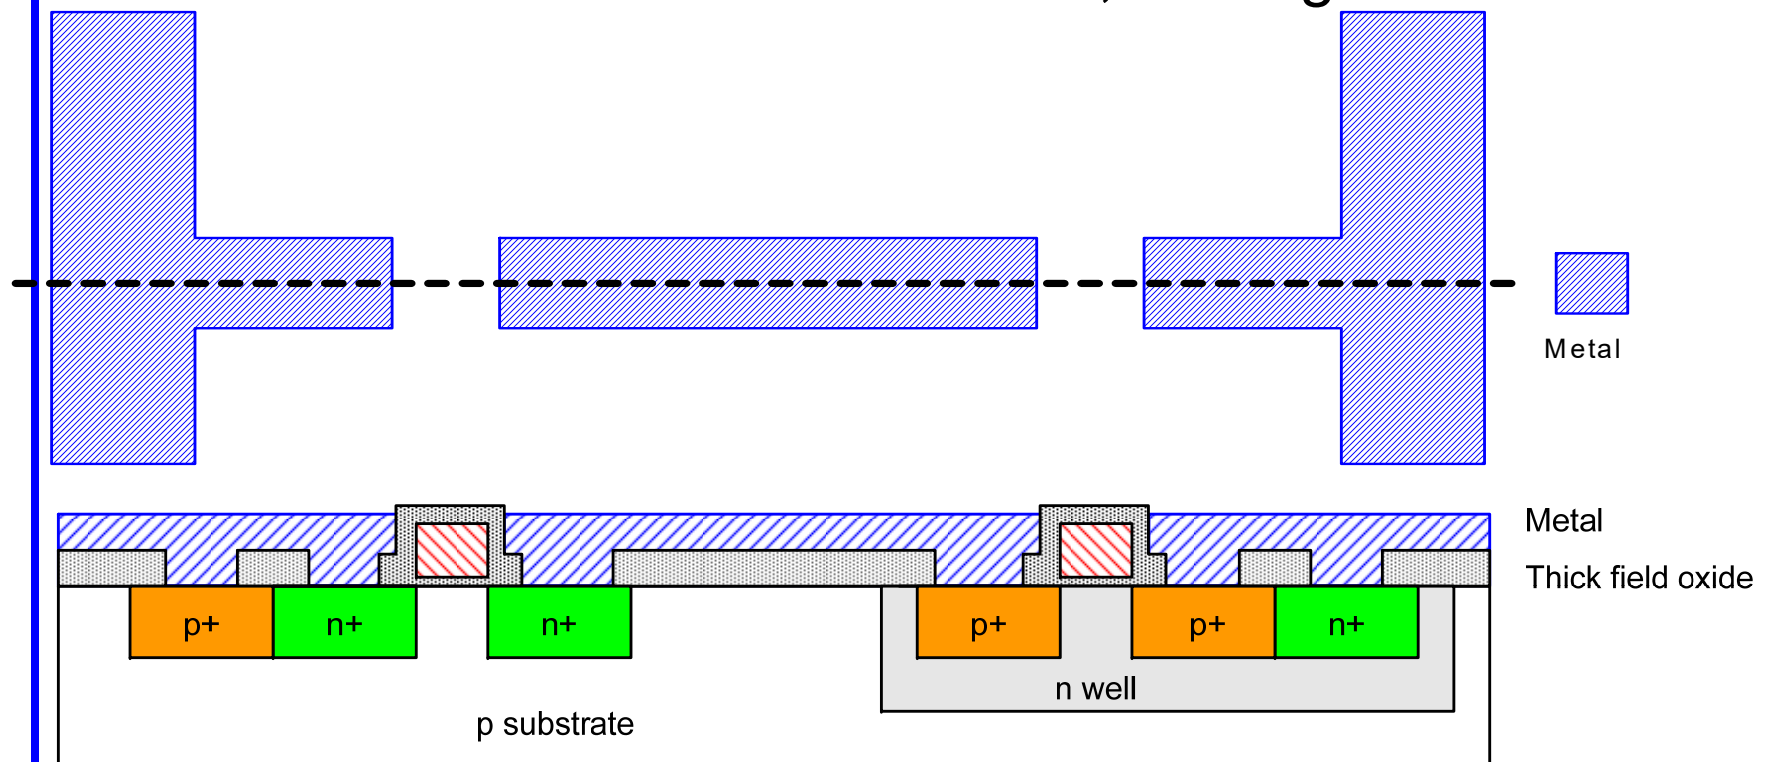 Metal
Metal
Thick field oxide
p+ n+ n+ p+ p+ n+
n well
p substrate